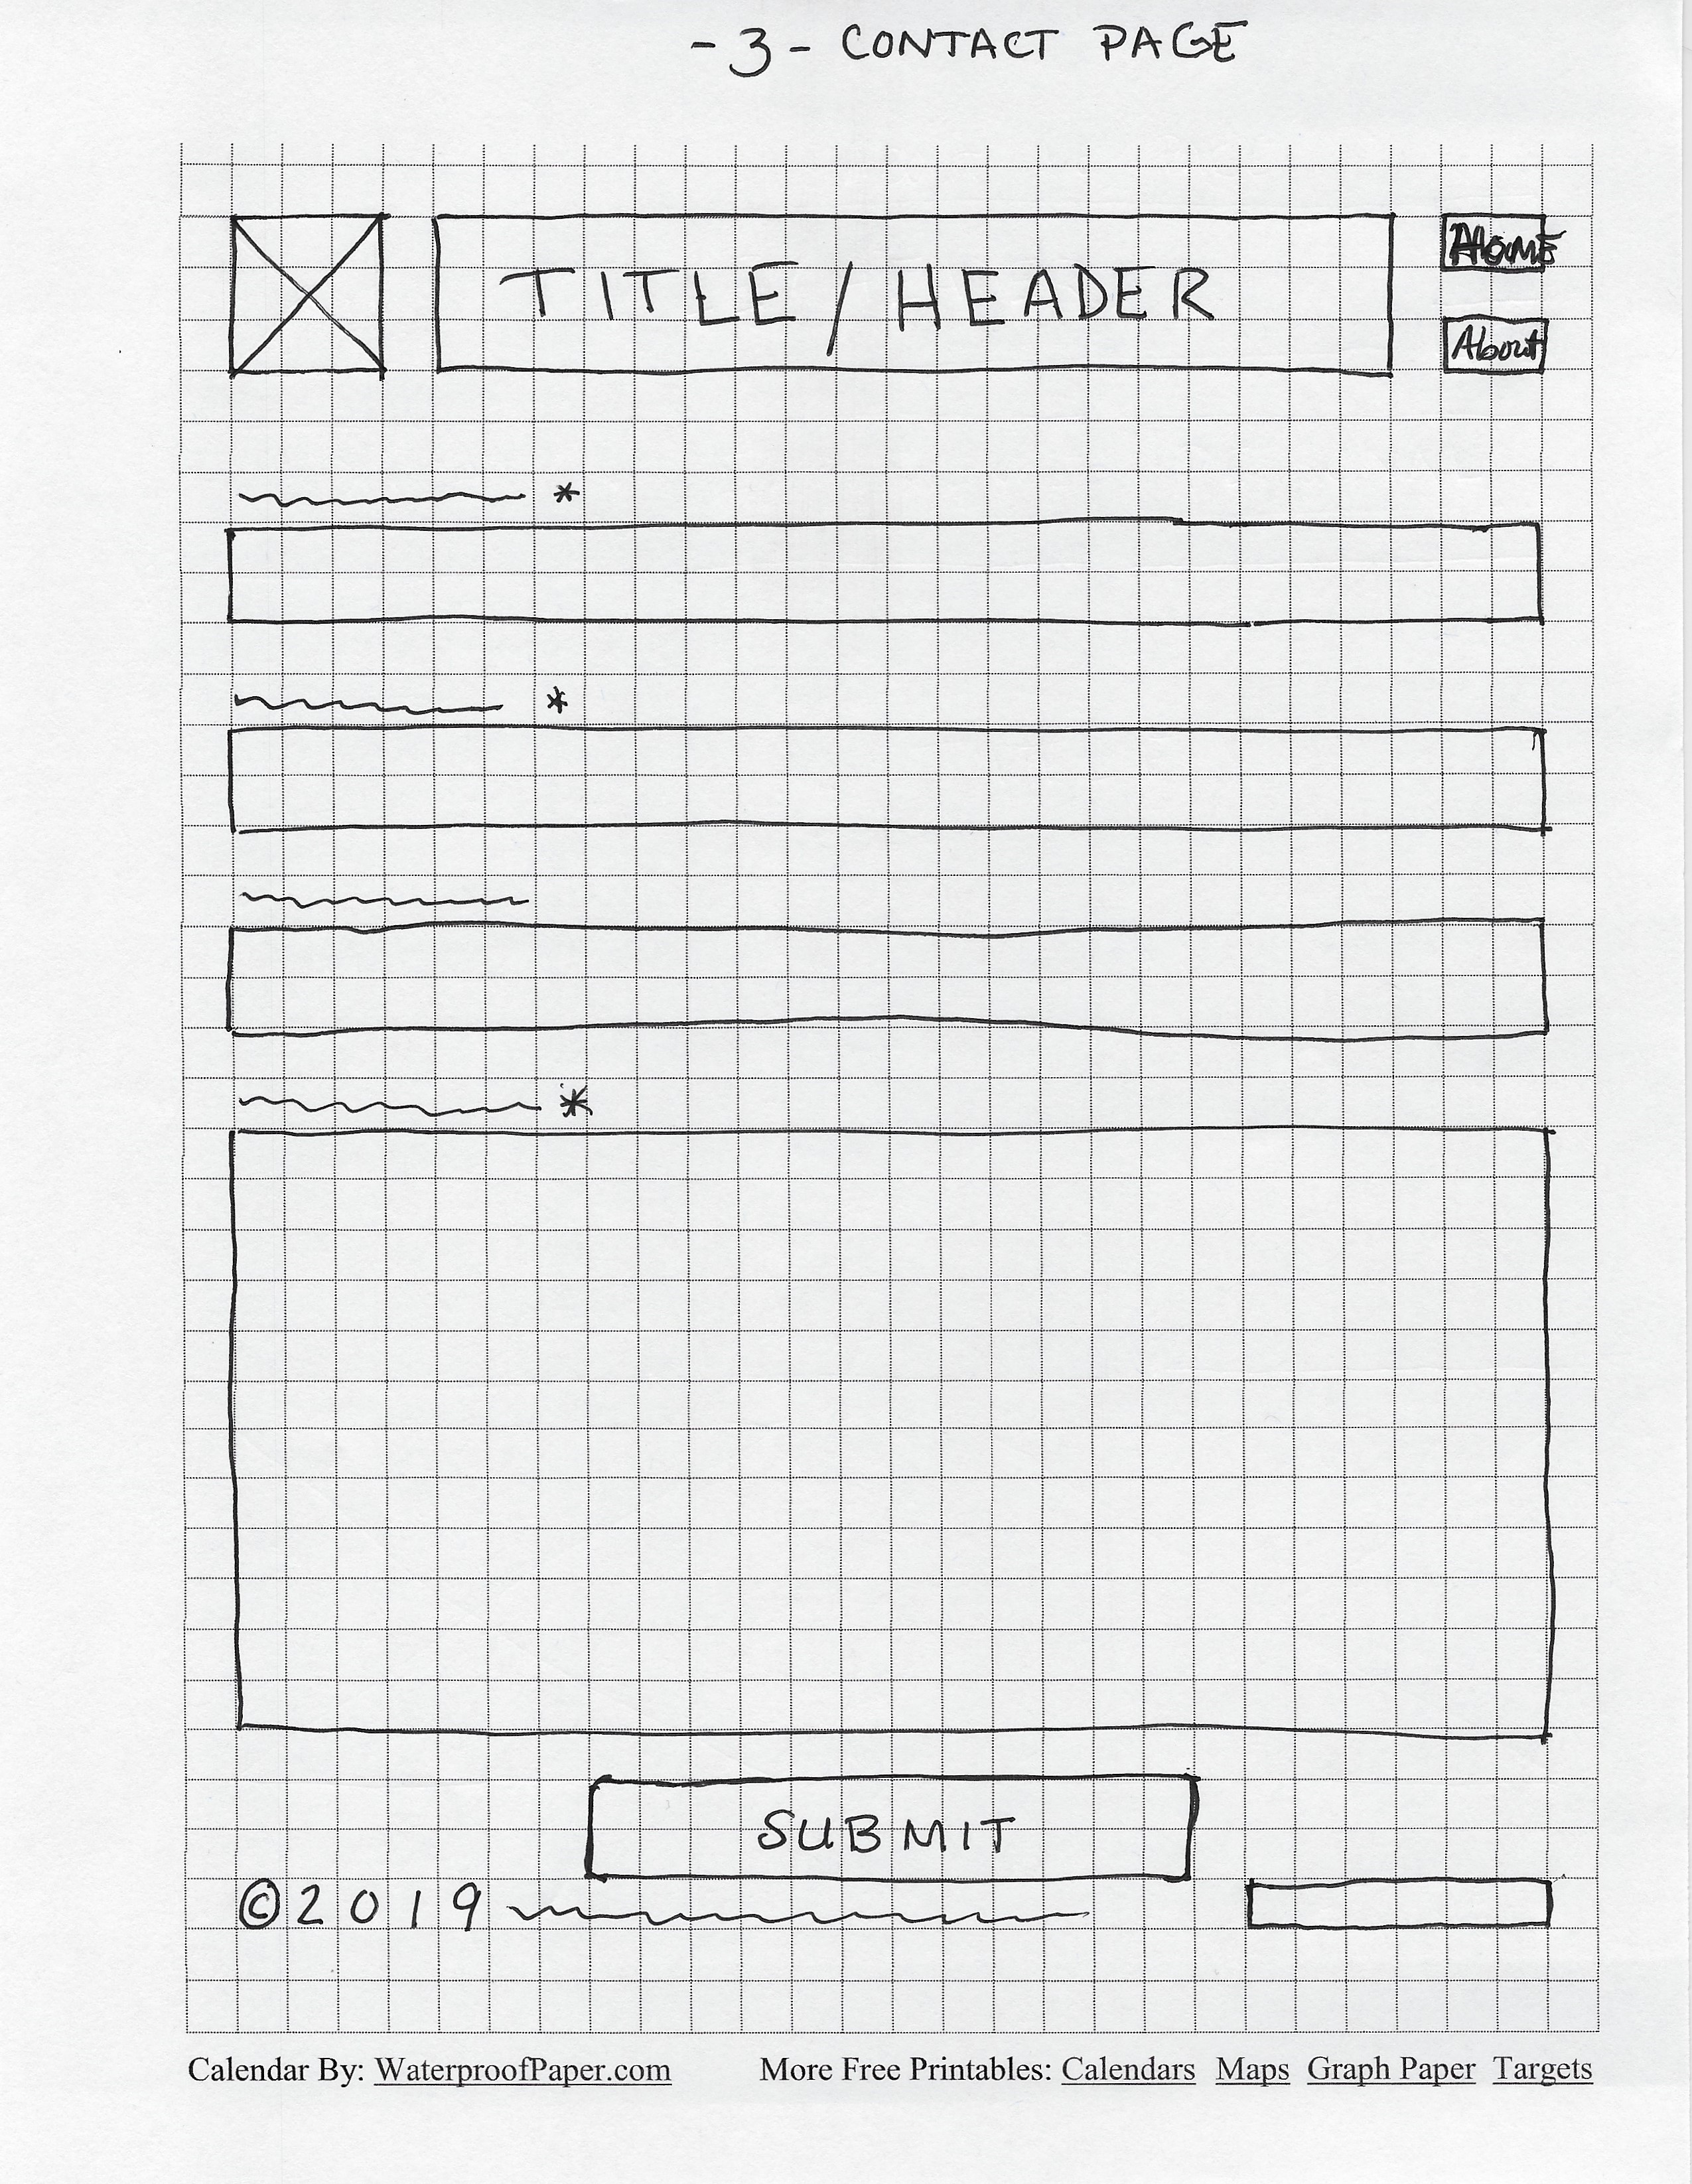 - 3 - CONTACT PAGE
TITLE / HEADER
Home
About
*
*
*
SUBMIT
© 2019
Calendar By: WaterproofPaper.com More Free Printables: Calendars Maps Graph Paper Targets